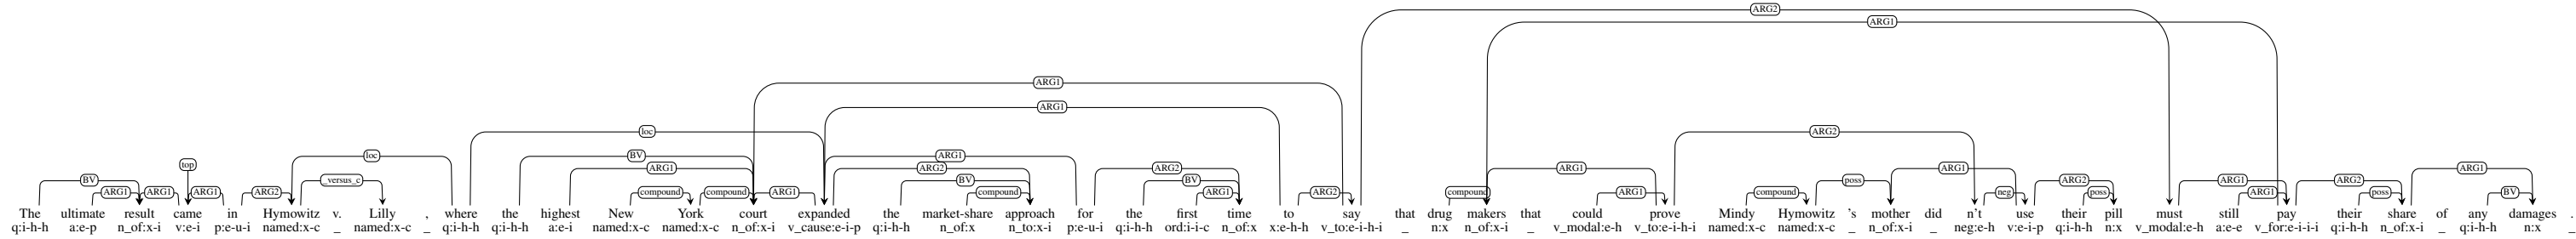 ARG2
ARG1
ARG1
ARG1
loc ARG2
loc BV ARG1
top ARG1 ARG2 ARG2 ARG1 ARG1 ARG1
BV _versus_c BV BV poss ARG2 ARG1 ARG2
ARG1 ARG1 ARG1 ARG2 compound compound ARG1 compound ARG1 ARG2 compound ARG1 compound neg poss ARG1 poss BV
The ultimate result came in Hymowitz v. Lilly , where the highest New York court expanded the market-share approach for the first time to say that drug makers that could prove Mindy Hymowitz 's mother did n't use their pill must still pay their share of any damages .
q:i-h-h a:e-p n_of:x-i v:e-i p:e-u-i named:x-c _ named:x-c _ q:i-h-h q:i-h-h a:e-i named:x-c named:x-c n_of:x-i v_cause:e-i-p q:i-h-h n_of:x n_to:x-i p:e-u-i q:i-h-h ord:i-i-c n_of:x x:e-h-h v_to:e-i-h-i _ n:x n_of:x-i _ v_modal:e-h v_to:e-i-h-i named:x-c named:x-c _ n_of:x-i _ neg:e-h v:e-i-p q:i-h-h n:x v_modal:e-h a:e-e v_for:e-i-i-i q:i-h-h n_of:x-i _ q:i-h-h n:x _